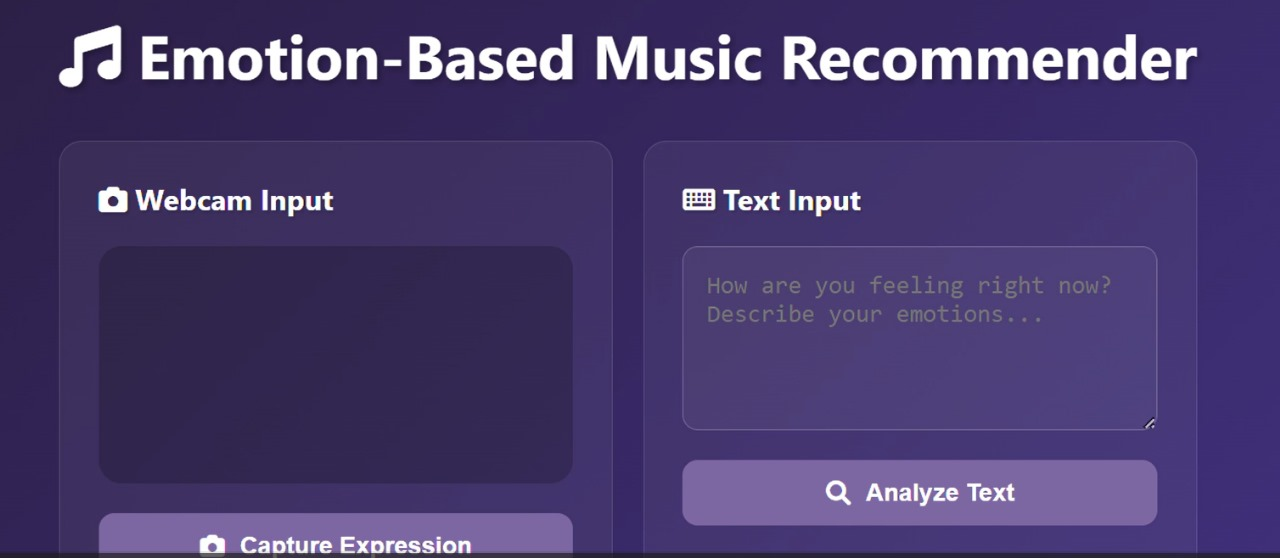 Emotion-Based Music Recommender
Webcam Input
Capture Expression
Text Input
How are you feeling right now?
Describe your emotions...
Analyze Text